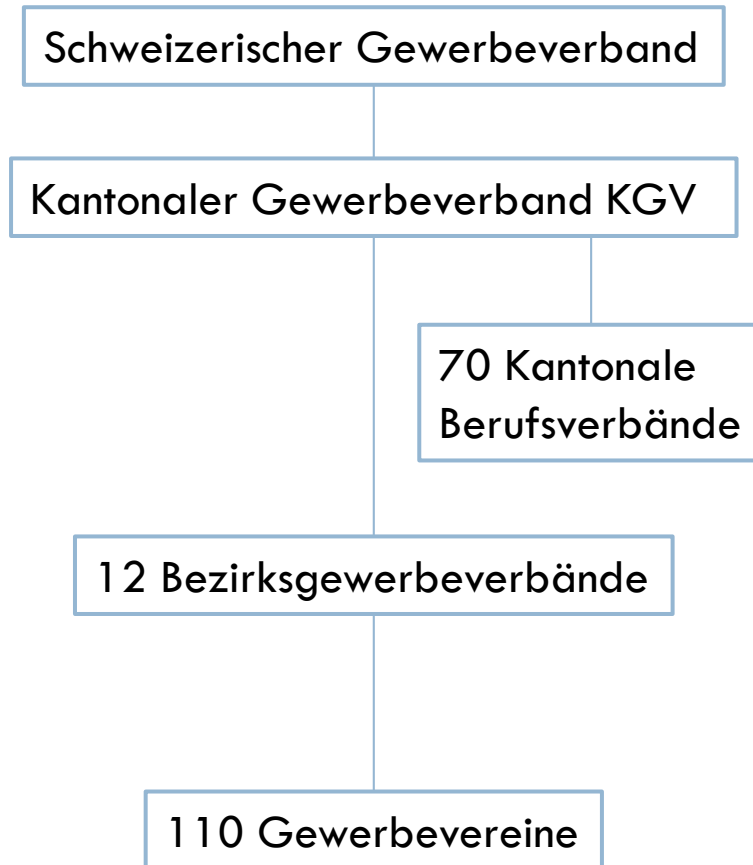 Schweizerischer Gewerbeverband
Kantonaler Gewerbeverband KGV
70 Kantonale
Berufsverbände
12 Bezirksgewerbeverbände
110 Gewerbevereine